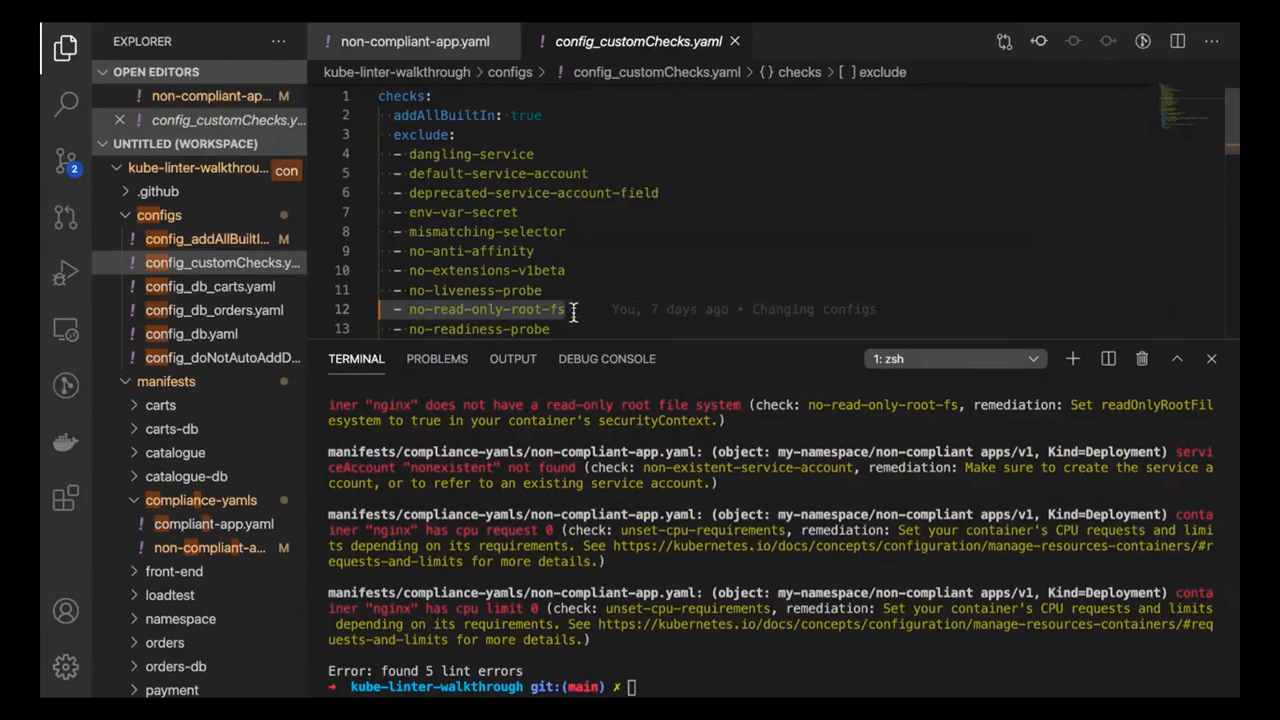 EXPLORER
non-compliant-app.yaml
config_customChecks.yaml
OPEN EDITORS
non-compliant-ap... M
config_customChecks.y...
UNTITLED (WORKSPACE)
kube-linter-walkthrou... con
.github
configs
config_addAllBuiltI... M
config_customChecks.y...
config_db_carts.yaml
config_db_orders.yaml
config_db.yaml
config_doNotAutoAddD...
manifests
carts
carts-db
catalogue
catalogue-db
compliance-yamls
compliant-app.yaml
non-compliant-a... M
front-end
loadtest
namespace
orders
orders-db
payment
2
kube-linter-walkthrough > configs > ! config_customChecks.yaml > {} checks > [ ] exclude
1 checks:
2 addAllBuiltIn: true
3 exclude:
4 - dangling-service
5 - default-service-account
6 - deprecated-service-account-field
7 - env-var-secret
8 - mismatching-selector
9 - no-anti-affinity
10 - no-extensions-v1beta
11 - no-liveness-probe
12 - no-read-only-root-fs You, 7 days ago • Changing configs
13 - no-readiness-probe
TERMINAL PROBLEMS OUTPUT DEBUG CONSOLE 1: zsh
iner "nginx" does not have a read-only root file system (check: no-read-only-root-fs, remediation: Set readOnlyRootFil
esystem to true in your container's securityContext.)
manifests/compliance-yamls/non-compliant-app.yaml: (object: my-namespace/non-compliant apps/v1, Kind=Deployment) servi
ceAccount "nonexistent" not found (check: non-existent-service-account, remediation: Make sure to create the service a
ccount, or to refer to an existing service account.)
manifests/compliance-yamls/non-compliant-app.yaml: (object: my-namespace/non-compliant apps/v1, Kind=Deployment) conta
iner "nginx" has cpu request 0 (check: unset-cpu-requirements, remediation: Set your container's CPU requests and limi
ts depending on its requirements. See https://kubernetes.io/docs/concepts/configuration/manage-resources-containers/#r
equests-and-limits for more details.)
manifests/compliance-yamls/non-compliant-app.yaml: (object: my-namespace/non-compliant apps/v1, Kind=Deployment) conta
iner "nginx" has cpu limit 0 (check: unset-cpu-requirements, remediation: Set your container's CPU requests and limits
depending on its requirements. See https://kubernetes.io/docs/concepts/configuration/manage-resources-containers/#req
uests-and-limits for more details.)
Error: found 5 lint errors
➜ kube-linter-walkthrough git:(main) ✗